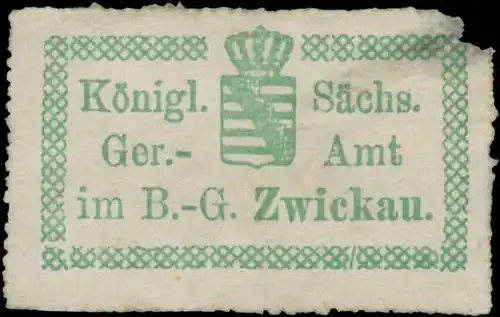 Königl. Sächs.
Ger.- Amt
im B.-G. Zwickau.